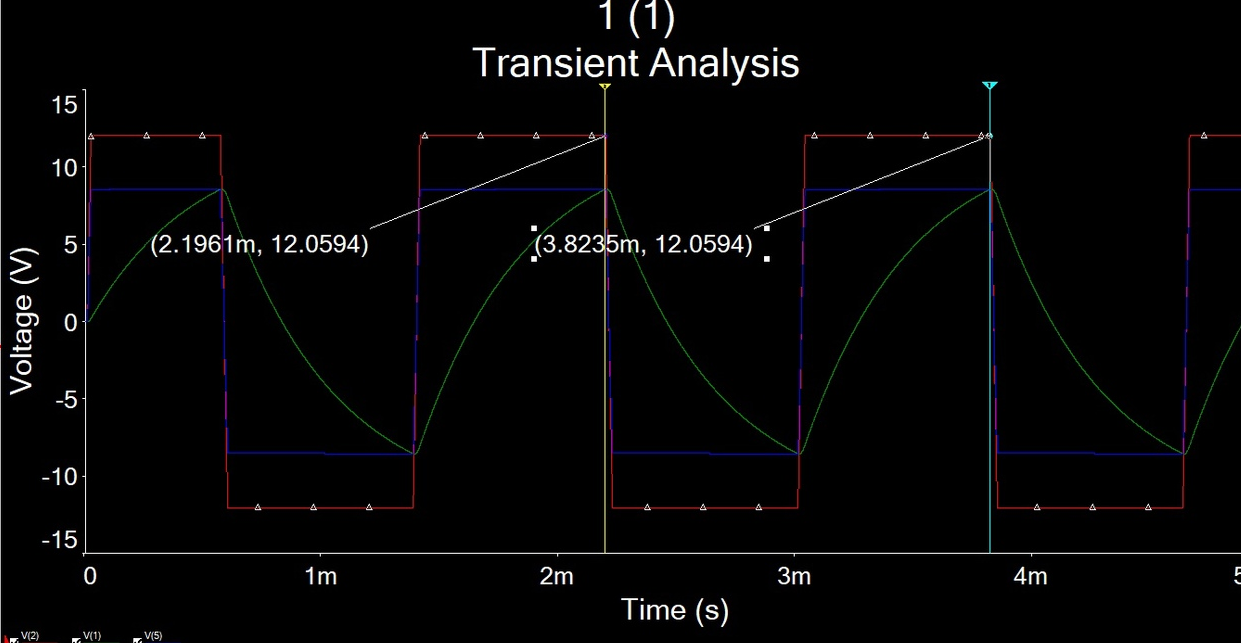 1 (1)
Transient Analysis
15
10
5
0
-5
-10
-15
Voltage (V)
(2.1961m, 12.0594)
(3.8235m, 12.0594)
0 1m 2m 3m 4m 5
Time (s)
V(2) V(1) V(5)